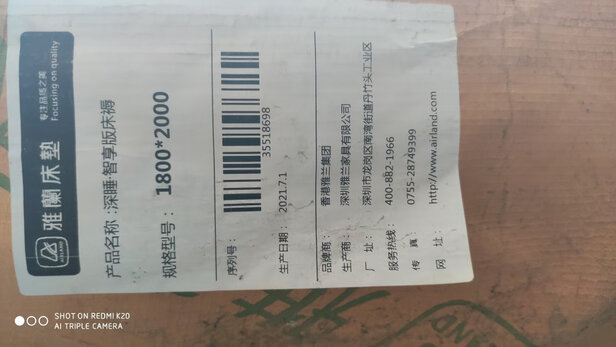 雅蘭床墊
专注品质之美
Focusing on quality
AIRLAND
产品名称：深睡·智享版床褥
规格型号：1800*2000
序列号：
35518698
生产日期：2021.7.1
品牌商：香港雅兰集团
生产商：深圳雅兰家具有限公司
厂 址：深圳市龙岗区南湾街道丹竹头工业区
服务热线：400-882-1966
传 真：0755-28749399
网 址：http://www.airland.com
SHOT ON REDMI K20
AI TRIPLE CAMERA